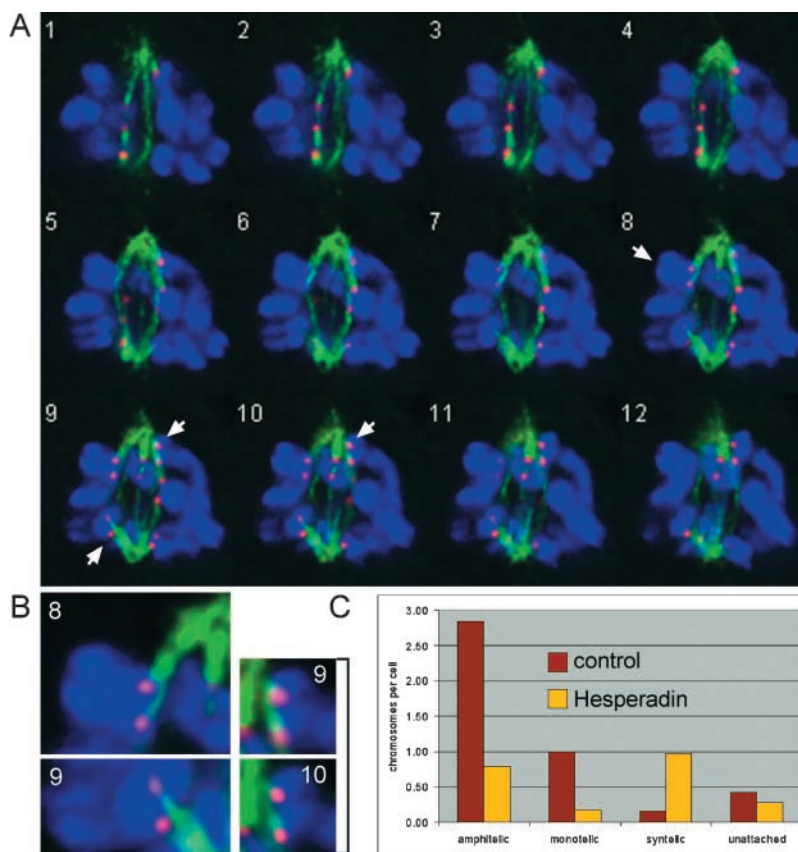 A
1 2 3 4
5 6 7 8
9 10 11 12
B
8
9
9
10
C
chromosomes per cell
3.00
2.50
2.00
1.50
1.00
0.50
0.00
control
Hesperadin
amphitelic monotelic syntelic unattached